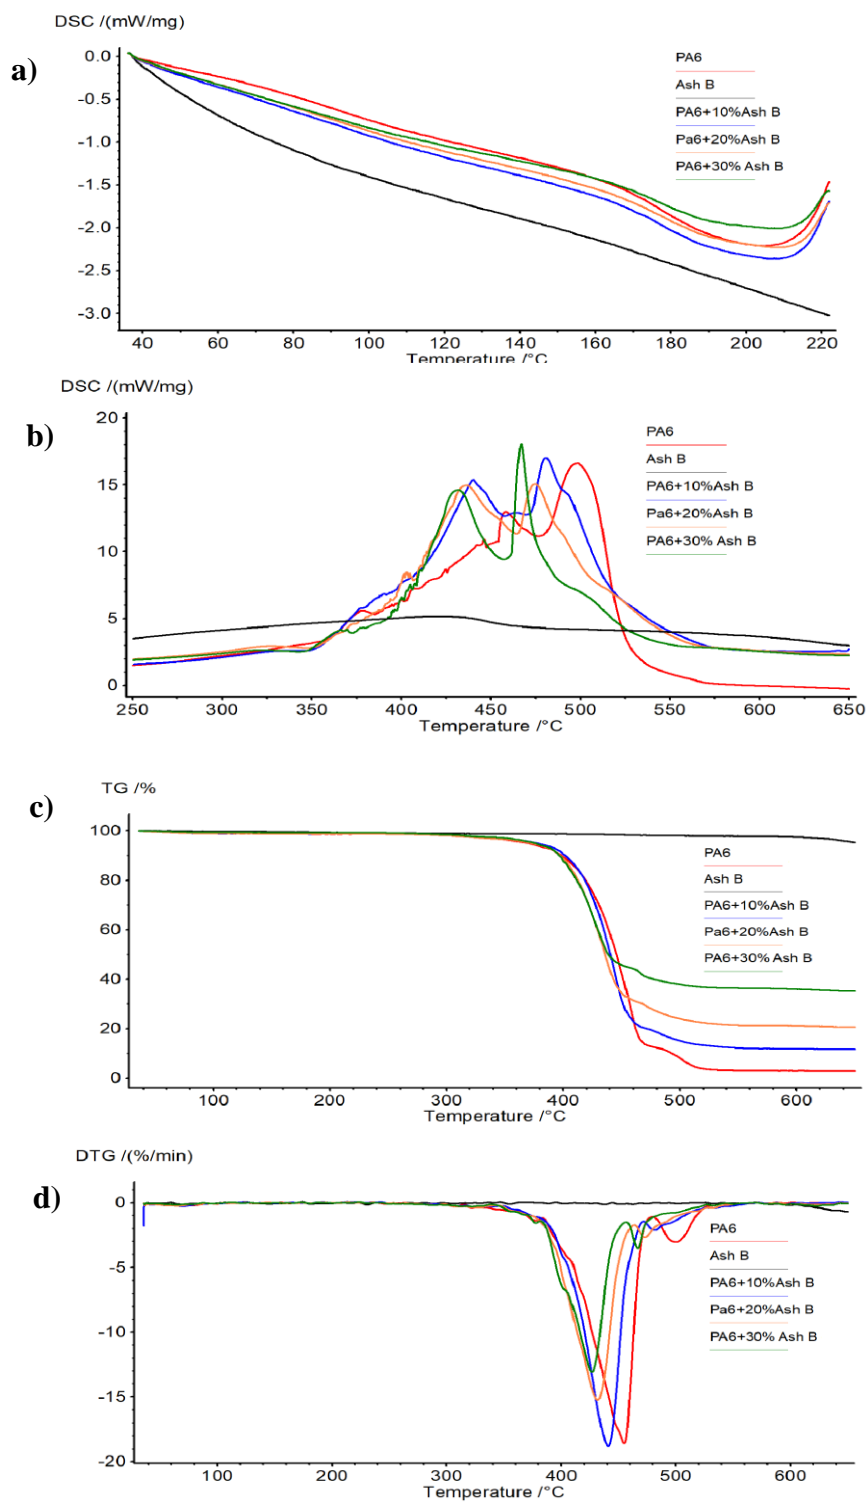 DSC /(mW/mg)
a)
0.0
-0.5
-1.0
-1.5
-2.0
-2.5
-3.0
PA6
Ash B
PA6+10%Ash B
Pa6+20%Ash B
PA6+30% Ash B
40 60 80 100 120 140 160 180 200 220
Temperature /°C
DSC /(mW/mg)
b)
20
15
10
5
0
PA6
Ash B
PA6+10%Ash B
Pa6+20%Ash B
PA6+30% Ash B
250 300 350 400 450 500 550 600 650
Temperature /°C
TG /%
c)
100
80
60
40
20
0
PA6
Ash B
PA6+10%Ash B
Pa6+20%Ash B
PA6+30% Ash B
100 200 300 400 500 600
Temperature /°C
DTG /(%/min)
d)
0
-5
-10
-15
-20
PA6
Ash B
PA6+10%Ash B
Pa6+20%Ash B
PA6+30% Ash B
100 200 300 400 500 600
Temperature /°C